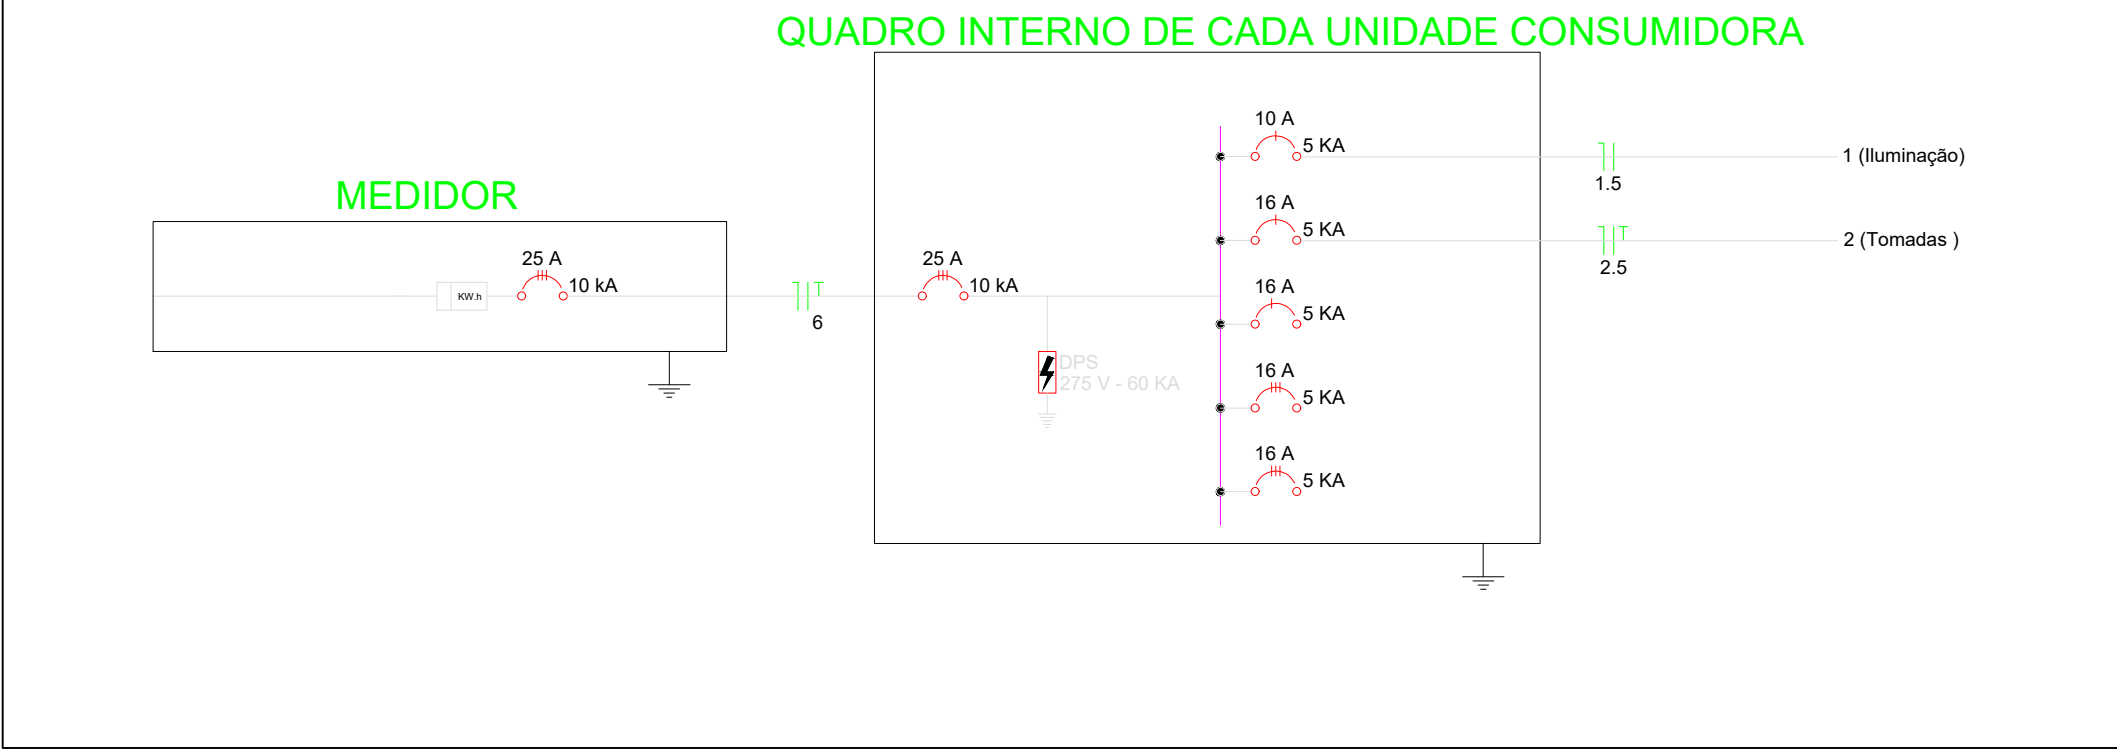 QUADRO INTERNO DE CADA UNIDADE CONSUMIDORA
MEDIDOR
25 A
10 kA
KW.h
6
25 A
10 kA
DPS
275 V - 60 KA
10 A
5 KA
1.5
1 (Iluminação)
16 A
5 KA
2.5
2 (Tomadas )
16 A
5 KA
16 A
5 KA
16 A
5 KA